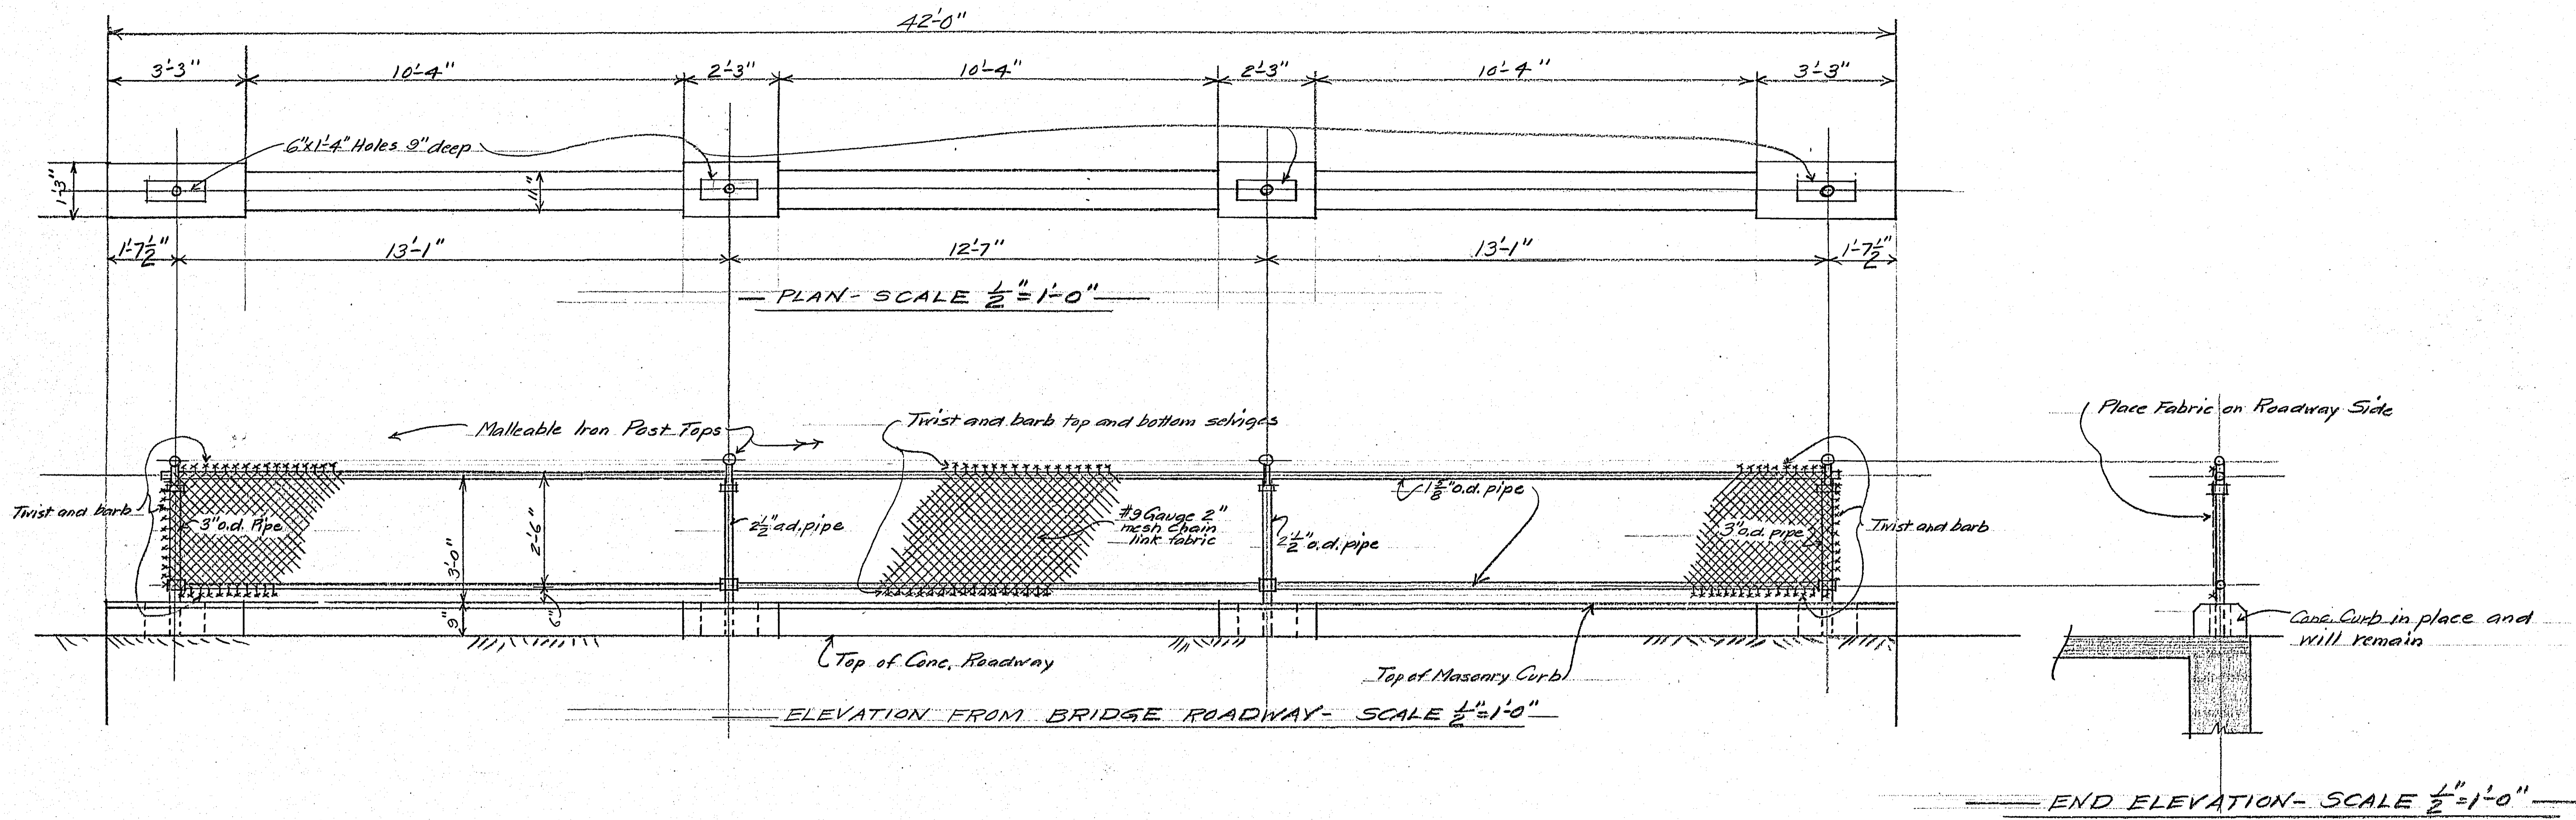 42'-0"
3'-3" 10'-4" 2'-3" 10'-4" 2'-3" 10'-4" 3'-3"
6"x1'-4" Holes 9" deep
1'-3" 11"
1'-7½" 13'-1" 12'-7" 13'-1" 1'-7½"
PLAN - SCALE ½" = 1'-0"
Place Fabric on Roadway Side
Malleable Iron Post Tops
Twist and barb top and bottom selviges
Twist and barb
3" o.d. Pipe
3'-0"
2'-6"
2½" o.d. pipe
#9 Gauge 2"
mesh chain
link fabric
2½" o.d. pipe
1⅝" o.d. pipe
3" o.d. pipe
Twist and barb
9"
6"
Top of Conc. Roadway
Top of Masonry Curb
Conc. Curb in place and
will remain
ELEVATION FROM BRIDGE ROADWAY - SCALE ½" = 1'-0"
END ELEVATION - SCALE ½" = 1'-0"